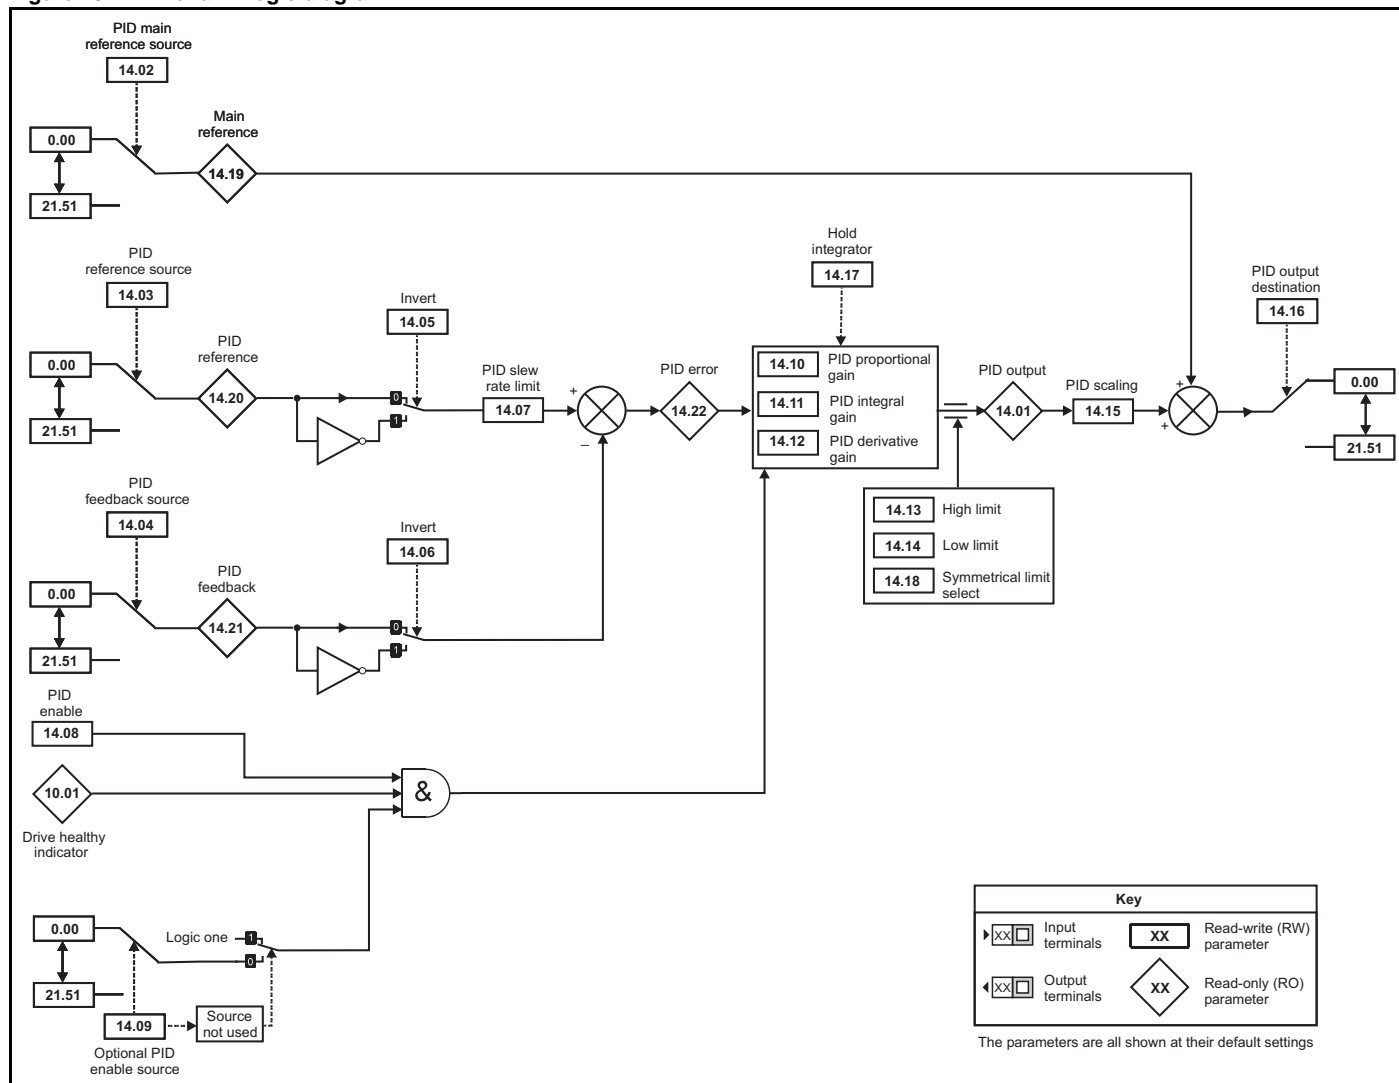 PID main
reference source
14.02
Main
reference
0.00
14.19
21.51
PID
reference source
14.03
Hold
integrator
14.17
PID output
destination
14.16
Invert
14.05
PID
reference
0.00
14.20
0
1
21.51
PID slew
rate limit
14.07
+
–
PID error
14.22
14.10 PID proportional
gain
14.11 PID integral
gain
14.12 PID derivative
gain
PID output
14.01
PID scaling
14.15
+
+
0.00
21.51
14.13 High limit
14.14 Low limit
14.18 Symmetrical limit
select
PID
feedback source
14.04
Invert
14.06
PID
feedback
0.00
14.21
0
1
21.51
PID
enable
14.08
10.01
&
Drive healthy
indicator
0.00
Logic one
1
0
21.51
14.09
Source
not used
Optional PID
enable source
Key
XX Input
terminals
XX Read-write (RW)
parameter
XX Output
terminals
XX Read-only (RO)
parameter
The parameters are all shown at their default settings